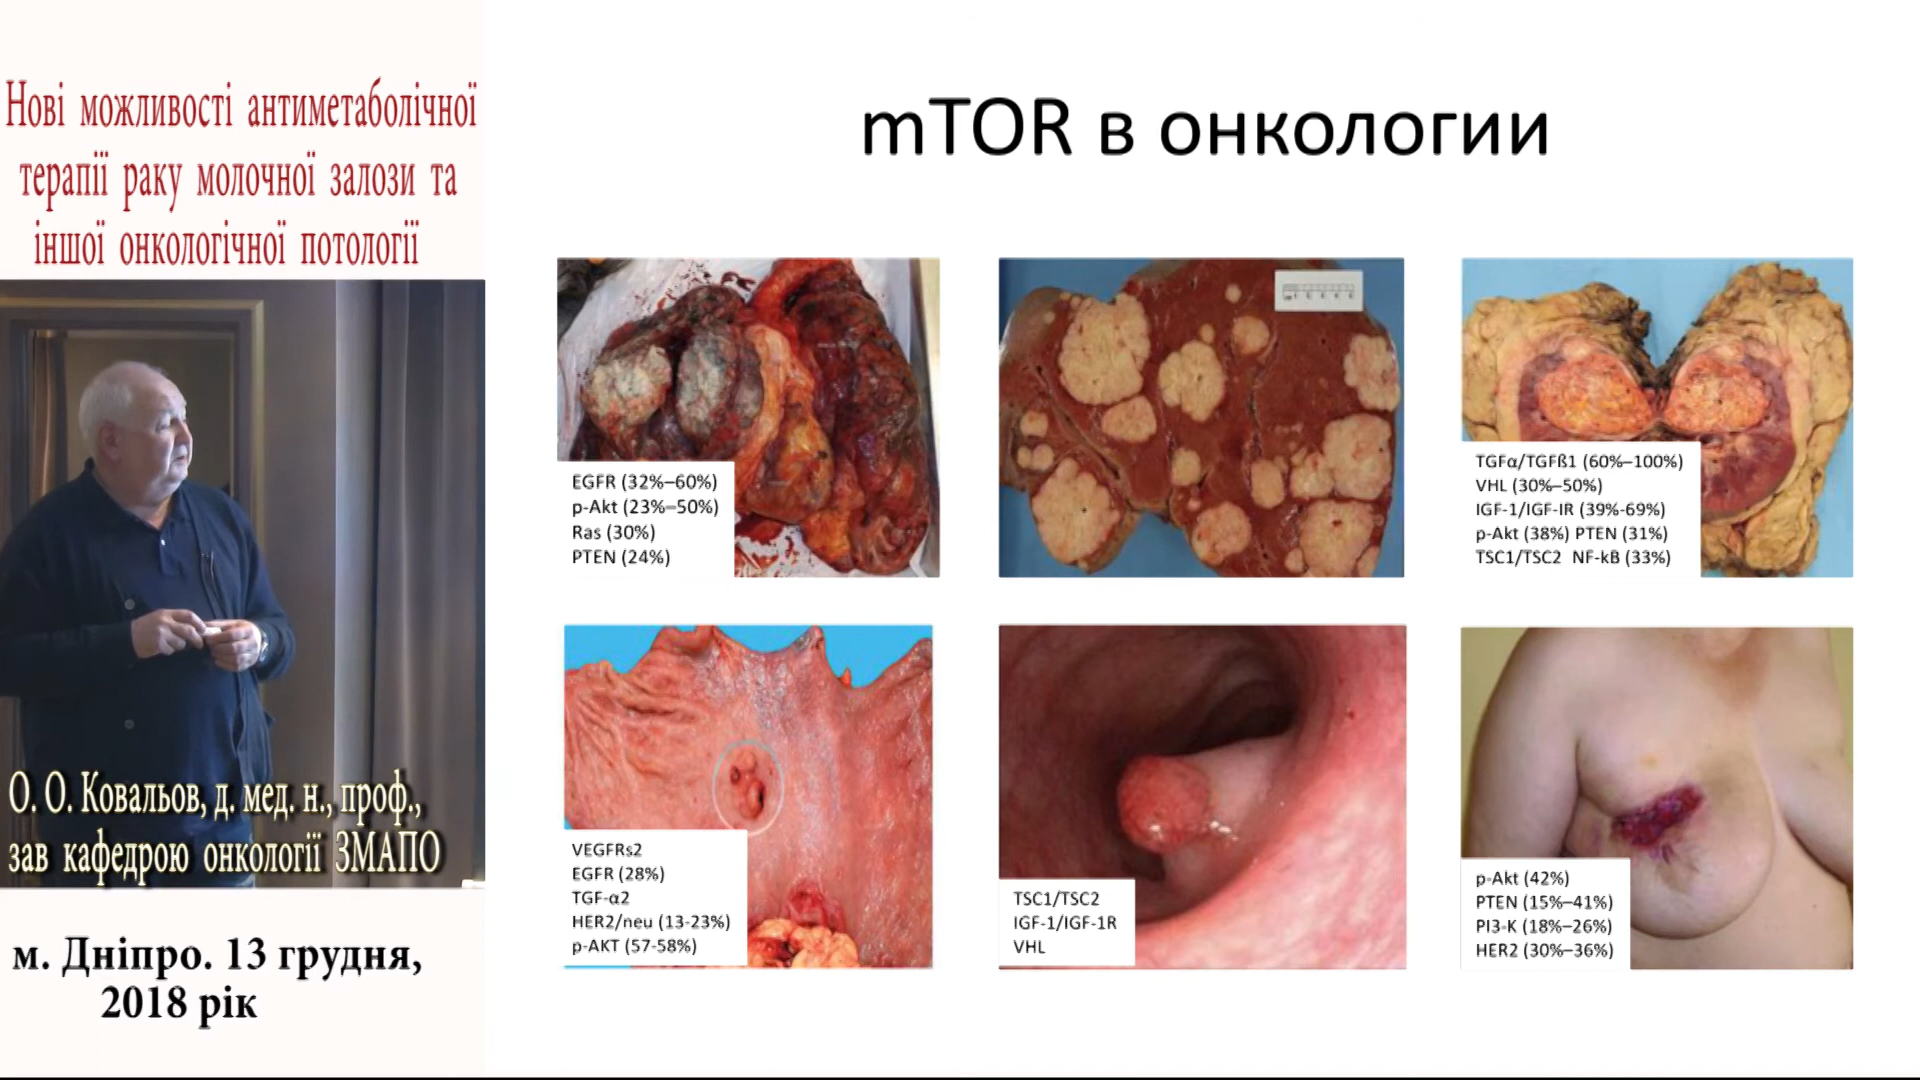 Нові можливості антиметаболічної
терапії раку молочної залози та
іншої онкологічної потології
О. О. Ковальов, д. мед. н., проф.,
зав кафедрою онкології ЗМАПО
м. Дніпро. 13 грудня,
2018 рік
mTOR в онкологии
EGFR (32%–60%)
p-Akt (23%–50%)
Ras (30%)
PTEN (24%)
TGFα/TGFß1 (60%–100%)
VHL (30%–50%)
IGF-1/IGF-IR (39%-69%)
p-Akt (38%) PTEN (31%)
TSC1/TSC2 NF-kB (33%)
VEGFRs2
EGFR (28%)
TGF-α2
HER2/neu (13-23%)
p-AKT (57-58%)
TSC1/TSC2
IGF-1/IGF-1R
VHL
p-Akt (42%)
PTEN (15%–41%)
PI3-K (18%–26%)
HER2 (30%–36%)